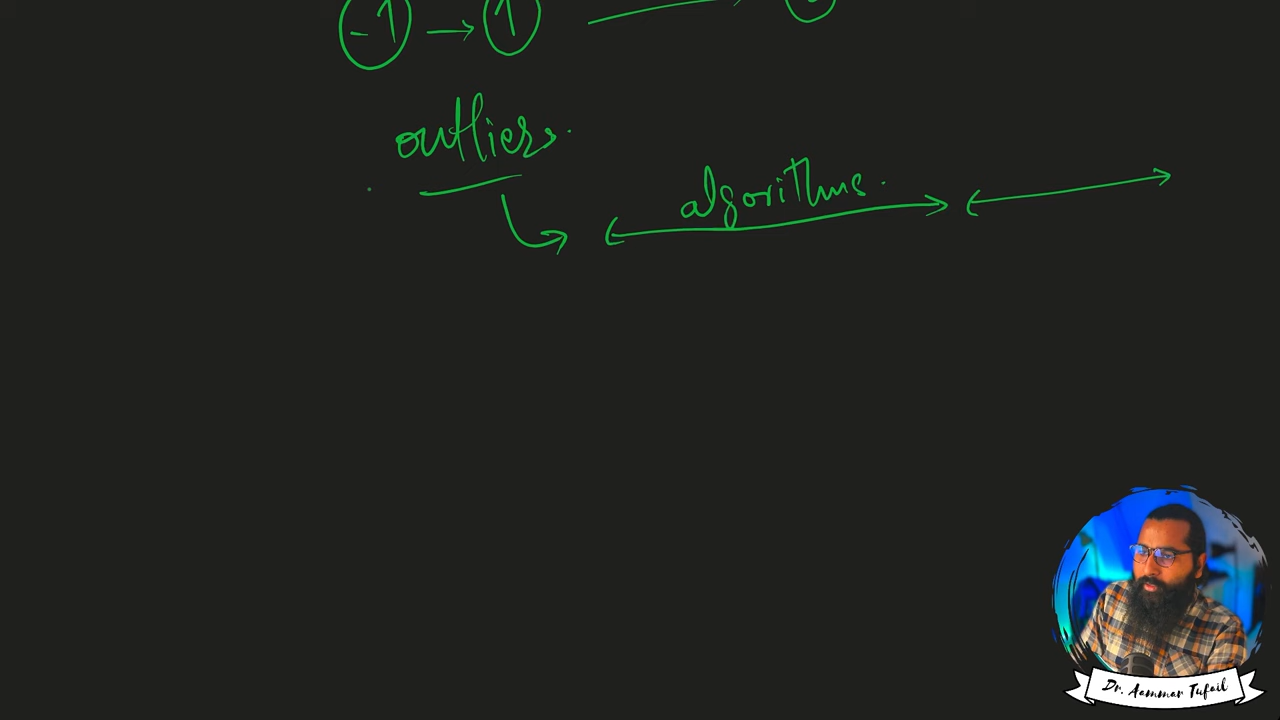 -1 → 1
outliers.
algorithms.
Dr. Aammar Tufail